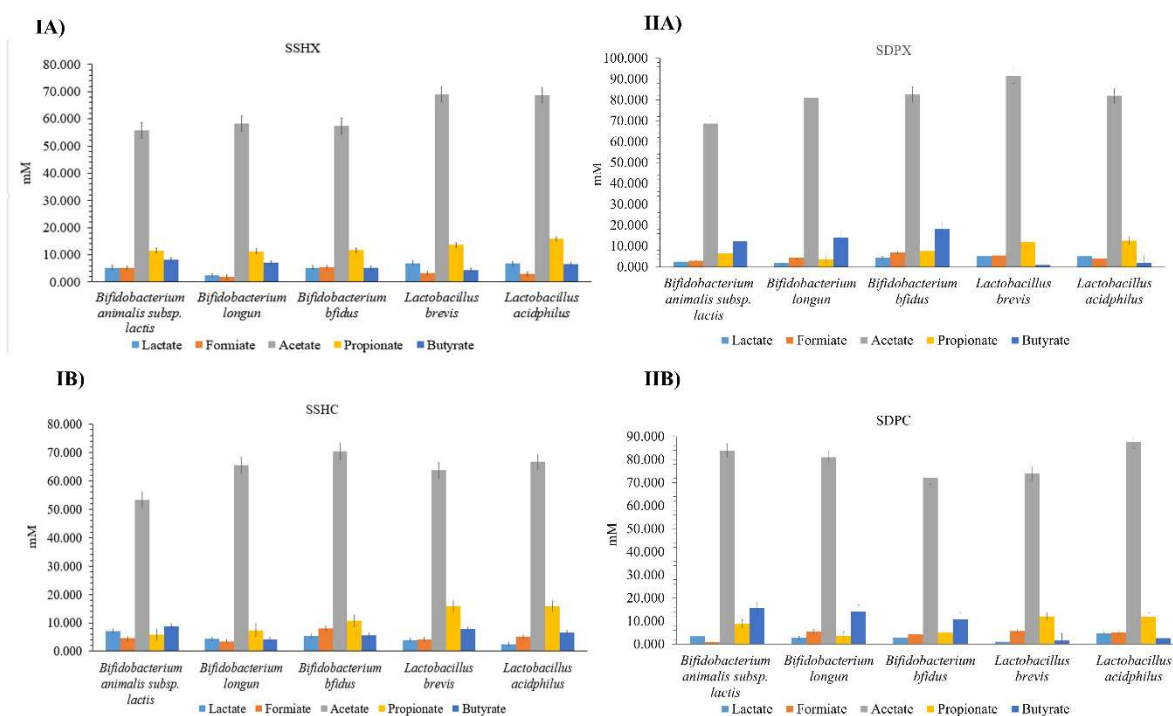 IA)
SSHX
80.000
70.000
60.000
50.000
40.000
30.000
20.000
10.000
0.000
mM
Bifidobacterium animalis subsp. lactis
Bifidobacterium longun
Bifidobacterium bfidus
Lactobacillus brevis
Lactobacillus acidphilus
Lactate Formiate Acetate Propionate Butyrate
IIA)
SDPX
100.000
90.000
80.000
70.000
60.000
50.000
40.000
30.000
20.000
10.000
0.000
mM
Bifidobacterium animalis subsp. lactis
Bifidobacterium longun
Bifidobacterium bfidus
Lactobacillus brevis
Lactobacillus acidphilus
Lactate Formiate Acetate Propionate Butyrate
IB)
SSHC
80.000
70.000
60.000
50.000
40.000
30.000
20.000
10.000
0.000
mM
Bifidobacterium animalis subsp. lactis
Bifidobacterium longun
Bifidobacterium bfidus
Lactobacillus brevis
Lactobacillus acidphilus
Lactate Formiate Acetate Propionate Butyrate
IIB)
SDPC
90.000
80.000
70.000
60.000
50.000
40.000
30.000
20.000
10.000
0.000
mM
Bifidobacterium animalis subsp. lactis
Bifidobacterium longun
Bifidobacterium bfidus
Lactobacillus brevis
Lactobacillus acidphilus
Lactate Formiate Acetate Propionate Butyrate